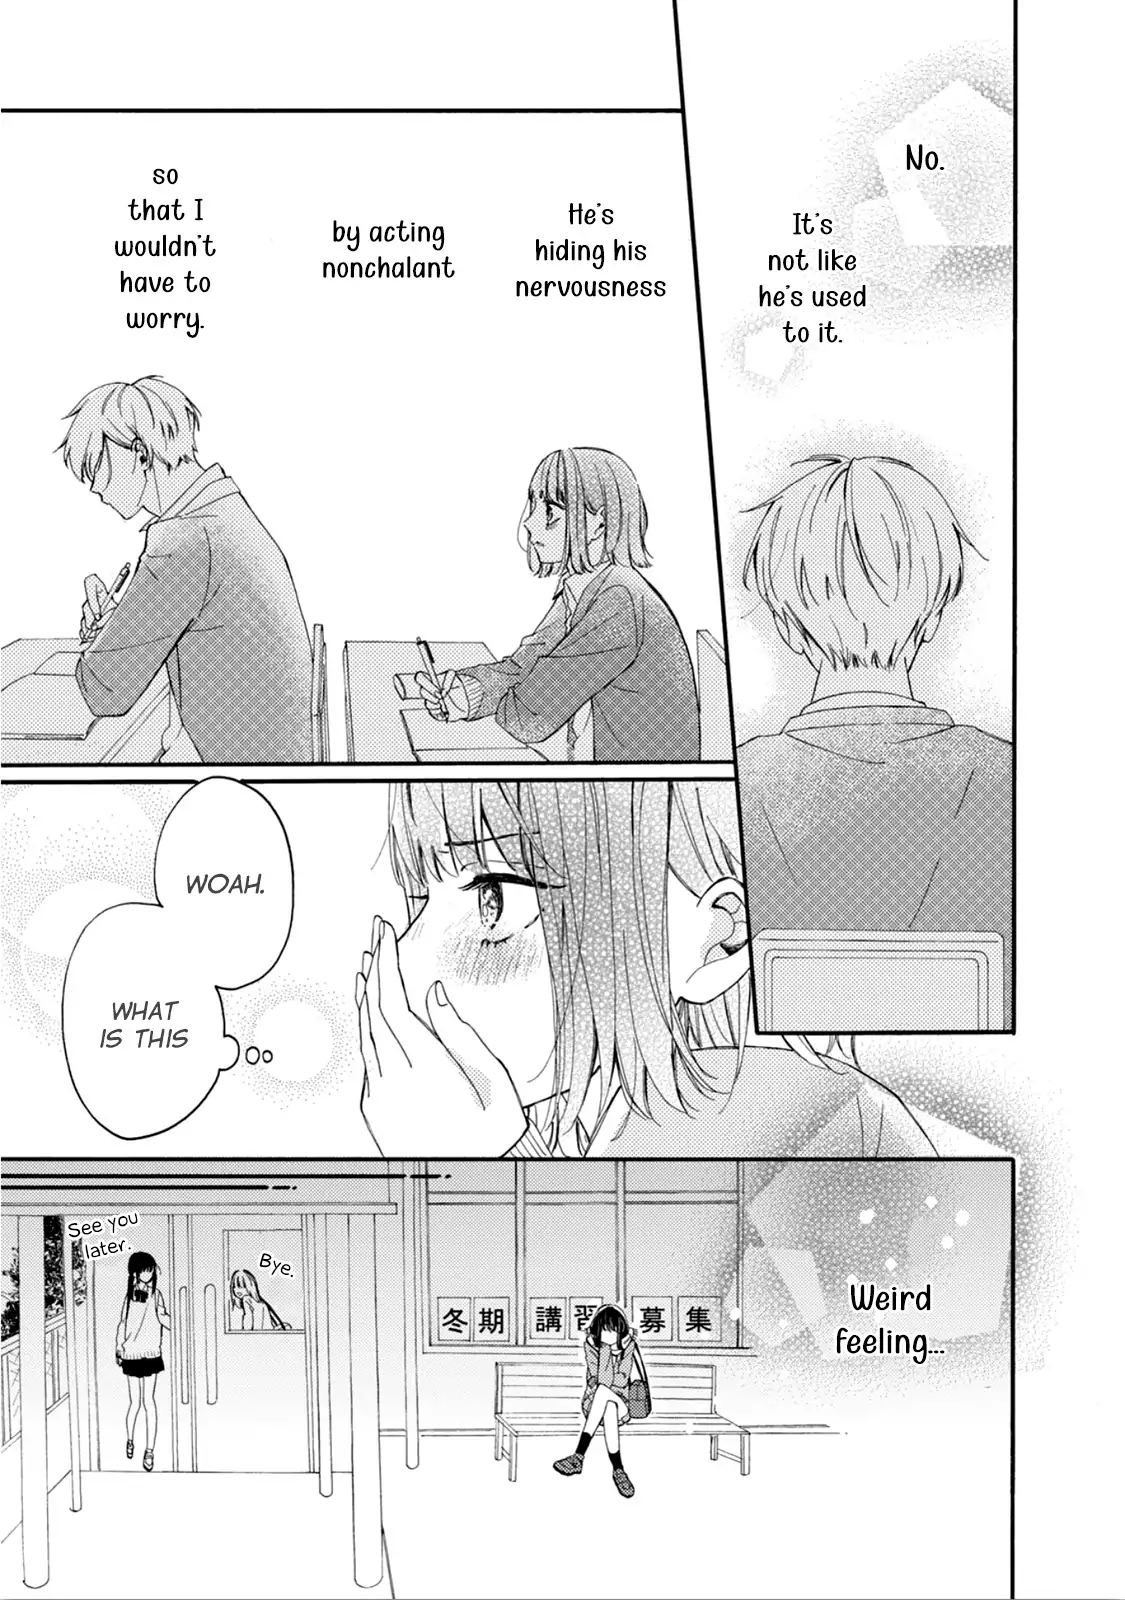 No.
It's
not like
he's used
to it.
He's
hiding his
nervousness
by acting
nonchalant
so
that I
wouldn't
have to
worry.
WOAH.
WHAT
IS THIS
Weird
feeling...
冬期講習募集
Bye.
See you
later.